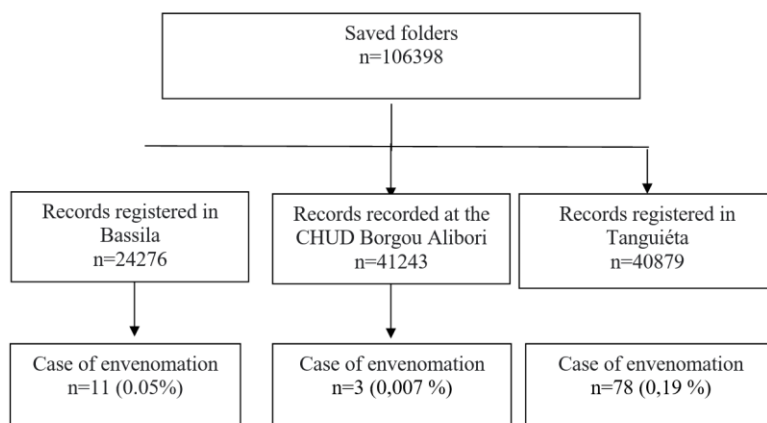 Saved folders
n=106398
Records registered in
Bassila
n=24276
Records recorded at the
CHUD Borgou Alibori
n=41243
Records registered in
Tanguiéta
n=40879
Case of envenomation
n=11 (0.05%)
Case of envenomation
n=3 (0,007 %)
Case of envenomation
n=78 (0,19 %)